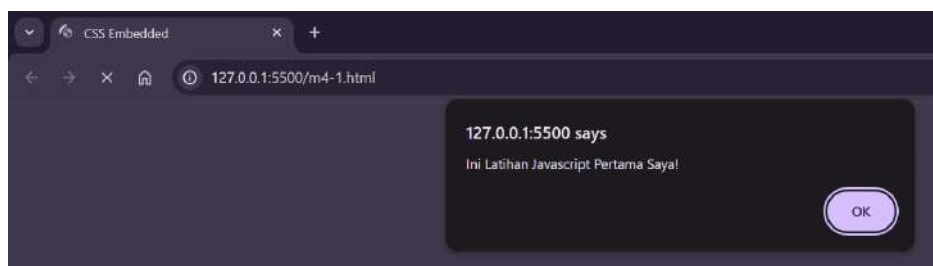 CSS Embedded
127.0.0.1:5500/m4-1.html
127.0.0.1:5500 says
Ini Latihan Javascript Pertama Saya!
OK